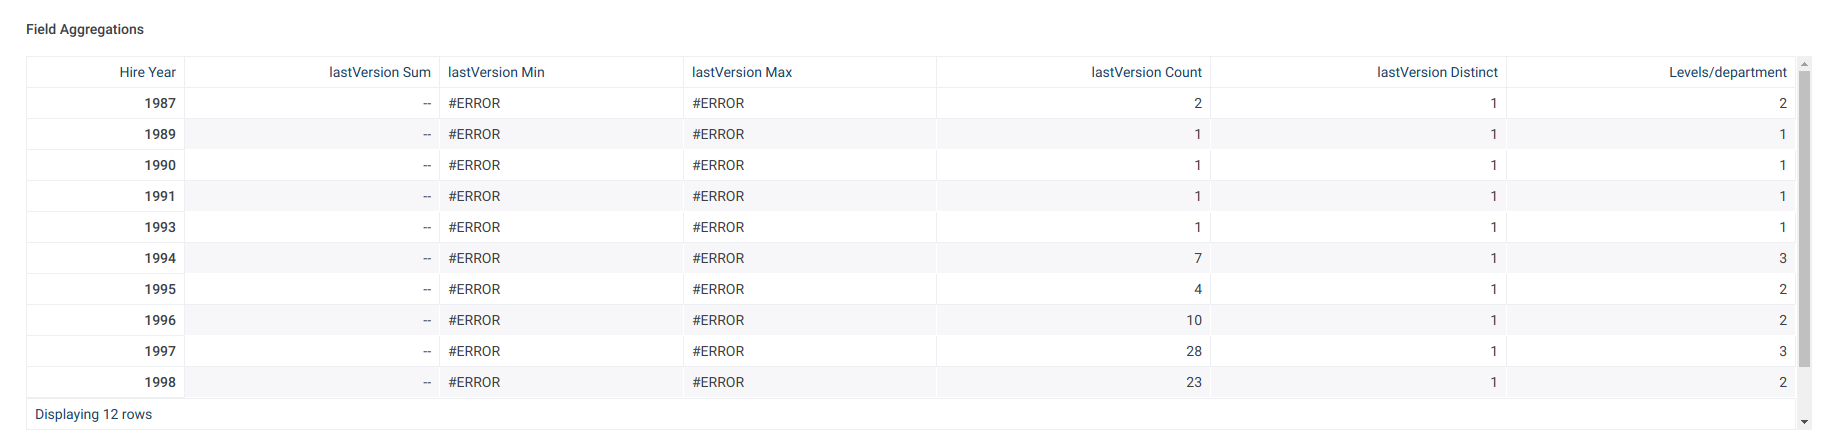 Field Aggregations
Hire Year lastVersion Sum lastVersion Min lastVersion Max lastVersion Count lastVersion Distinct Levels/department
1987 -- #ERROR #ERROR 2 1 2
1989 -- #ERROR #ERROR 1 1 1
1990 -- #ERROR #ERROR 1 1 1
1991 -- #ERROR #ERROR 1 1 1
1993 -- #ERROR #ERROR 1 1 1
1994 -- #ERROR #ERROR 7 1 3
1995 -- #ERROR #ERROR 4 1 2
1996 -- #ERROR #ERROR 10 1 2
1997 -- #ERROR #ERROR 28 1 3
1998 -- #ERROR #ERROR 23 1 2
Displaying 12 rows